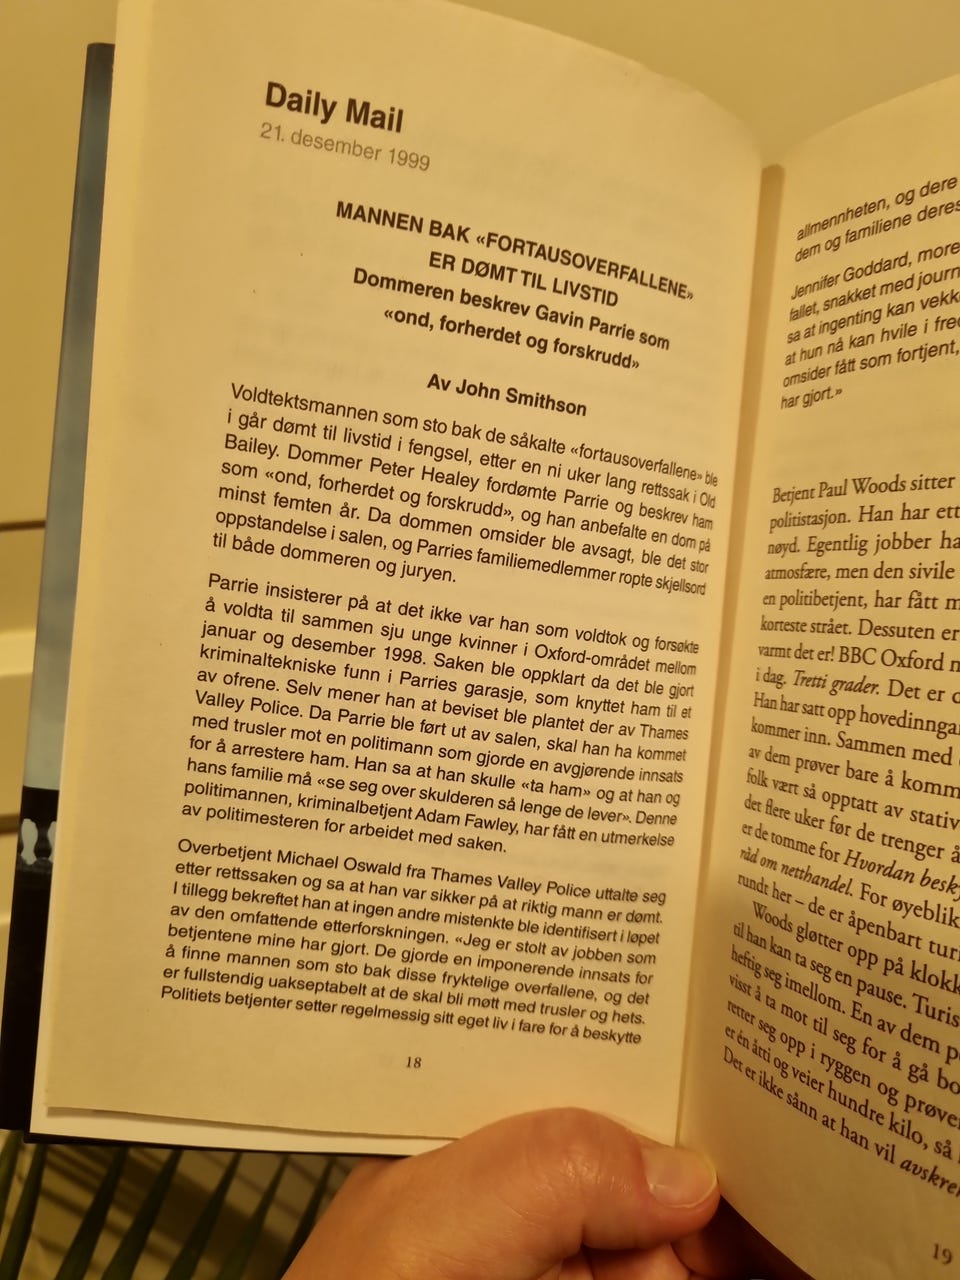 Daily Mail
21. desember 1999
MANNEN BAK «FORTAUSOVERFALLENE»
ER DØMT TIL LIVSTID
Dommeren beskrev Gavin Parrie som
«ond, forherdet og forskrudd»
Av John Smithson
Voldtektsmannen som sto bak de såkalte «fortausoverfallene» ble
i går dømt til livstid i fengsel, etter en ni uker lang rettssak i Old
Bailey. Dommer Peter Healey fordømte Parrie og beskrev ham
som «ond, forherdet og forskrudd», og han anbefalte en dom på
minst femten år. Da dommen omsider ble avsagt, ble det stor
oppstandelse i salen, og Parries familiemedlemmer ropte skjellsord
til både dommeren og juryen.
Parrie insisterer på at det ikke var han som voldtok og forsøkte
å voldta til sammen sju unge kvinner i Oxford-området mellom
januar og desember 1998. Saken ble oppklart da det ble gjort
kriminaltekniske funn i Parries garasje, som knyttet ham til et
av ofrene. Selv mener han at beviset ble plantet der av Thames
Valley Police. Da Parrie ble ført ut av salen, skal han ha kommet
med trusler mot en politimann som gjorde en avgjørende innsats
for å arrestere ham. Han sa at han skulle «ta ham» og at han og
hans familie må «se seg over skulderen så lenge de lever». Denne
politimannen, kriminalbetjent Adam Fawley, har fått en utmerkelse
av politimesteren for arbeidet med saken.
Overbetjent Michael Oswald fra Thames Valley Police uttalte seg
etter rettssaken og sa at han var sikker på at riktig mann er dømt.
I tillegg bekreftet han at ingen andre mistenkte ble identifisert i løpet
av den omfattende etterforskningen. «Jeg er stolt av jobben som
betjentene mine har gjort. De gjorde en imponerende innsats for
å finne mannen som sto bak disse fryktelige overfallene, og det
er fullstendig uakseptabelt at de skal bli møtt med trusler og hets.
Politiets betjenter setter regelmessig sitt eget liv i fare for å beskytte
18
allmennheten, og dere
dem og familiene deres
Jennifer Goddard, more
fallet, snakket med journ
sa at ingenting kan vekk
at hun nå kan hvile i fred
omsider fått som fortjent,
har gjort.»
Betjent Paul Woods sitter
politistasjon. Han har ett
nøyd. Egentlig jobber ha
atmosfære, men den sivile
en politibetjent, har fått m
korteste strået. Dessuten er
varmt det er! BBC Oxford m
i dag. Tretti grader. Det er d
Han har satt opp hovedinngan
kommer inn. Sammen med
av dem prøver bare å komm
folk vært så opptatt av stativ
det flere uker før de trenger å
er de tomme for Hvordan besky
råd om netthandel. For øyeblik
rundt her – de er åpenbart turi
Woods gløtter opp på klokk
til han kan ta seg en pause. Turis
heftig seg imellom. En av dem p
visst å ta mot til seg for å gå bo
retter seg opp i ryggen og prøve
er én åtti og veier hundre kilo, så
Det er ikke sånn at han vil avskre
19